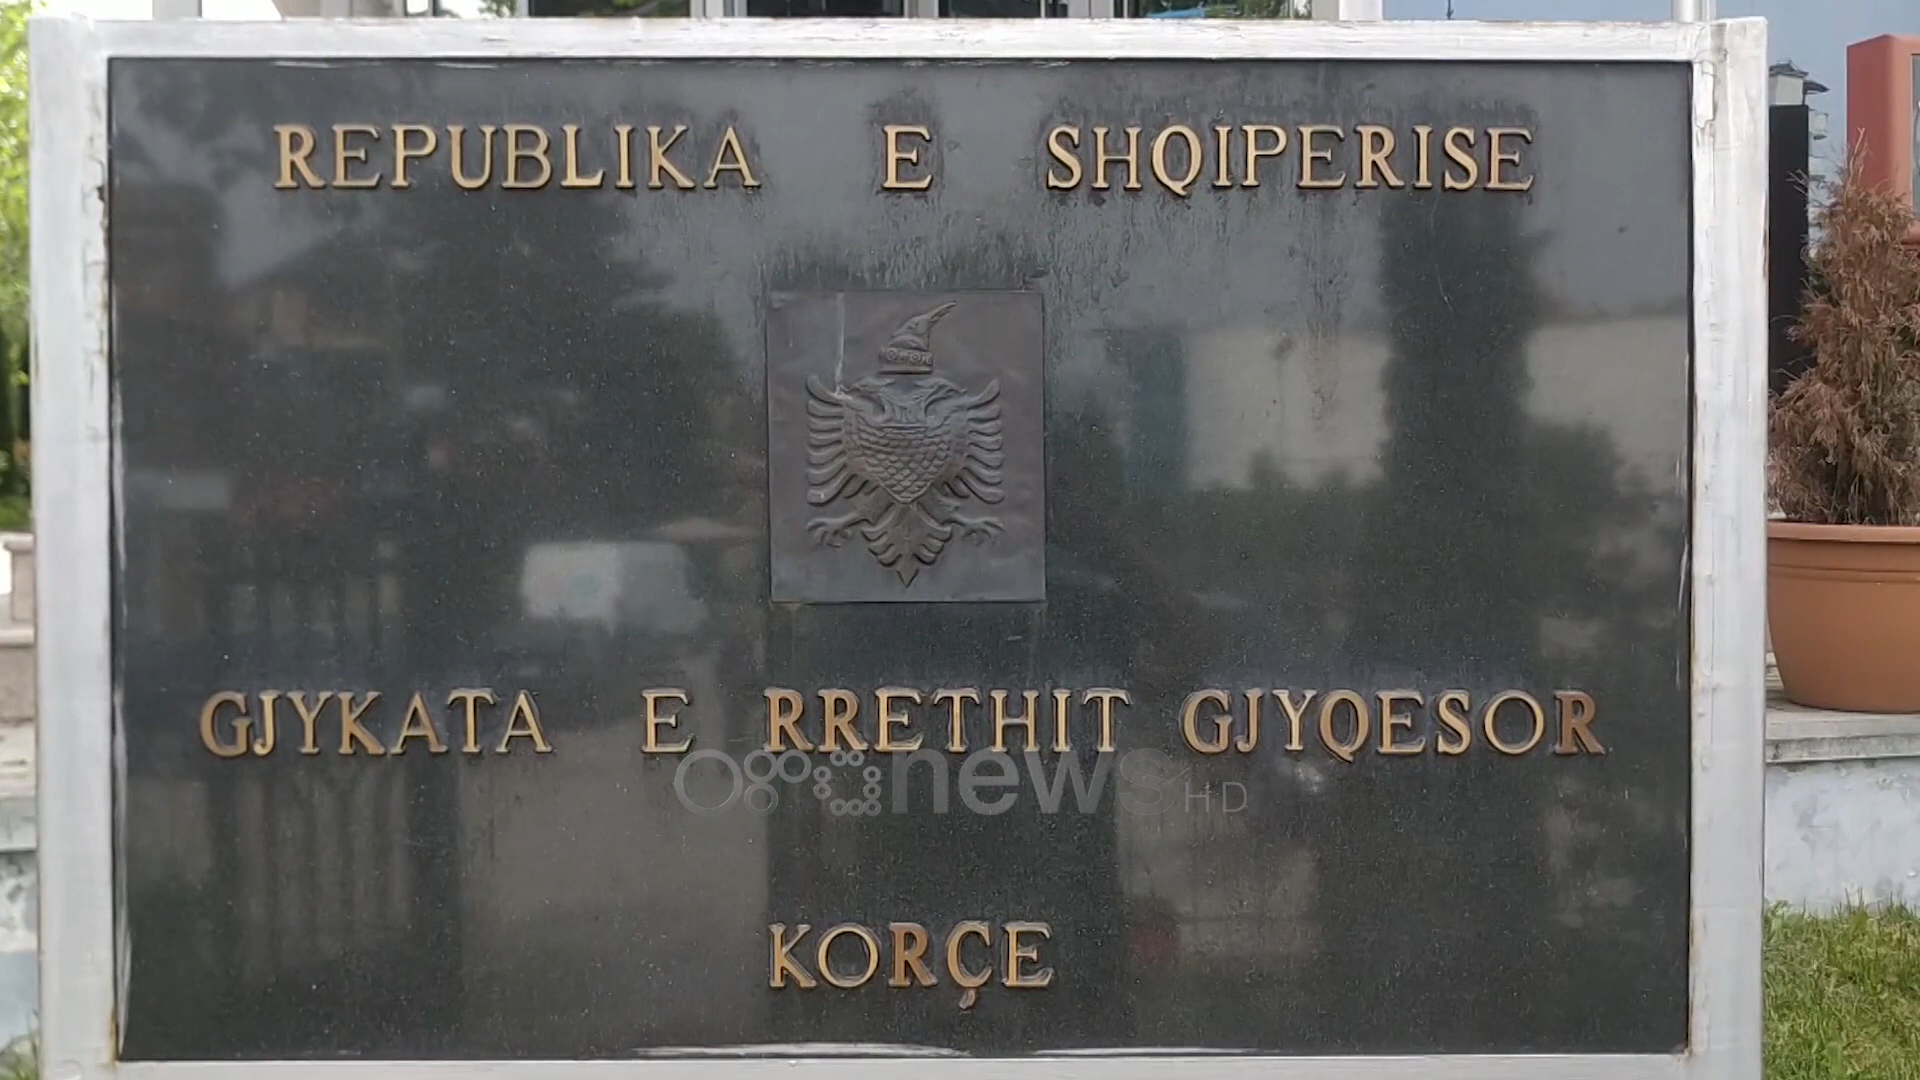 REPUBLIKA E SHQIPERISE
GJYKATA E RRETHIT GJYQESOR
news HD
KORÇE